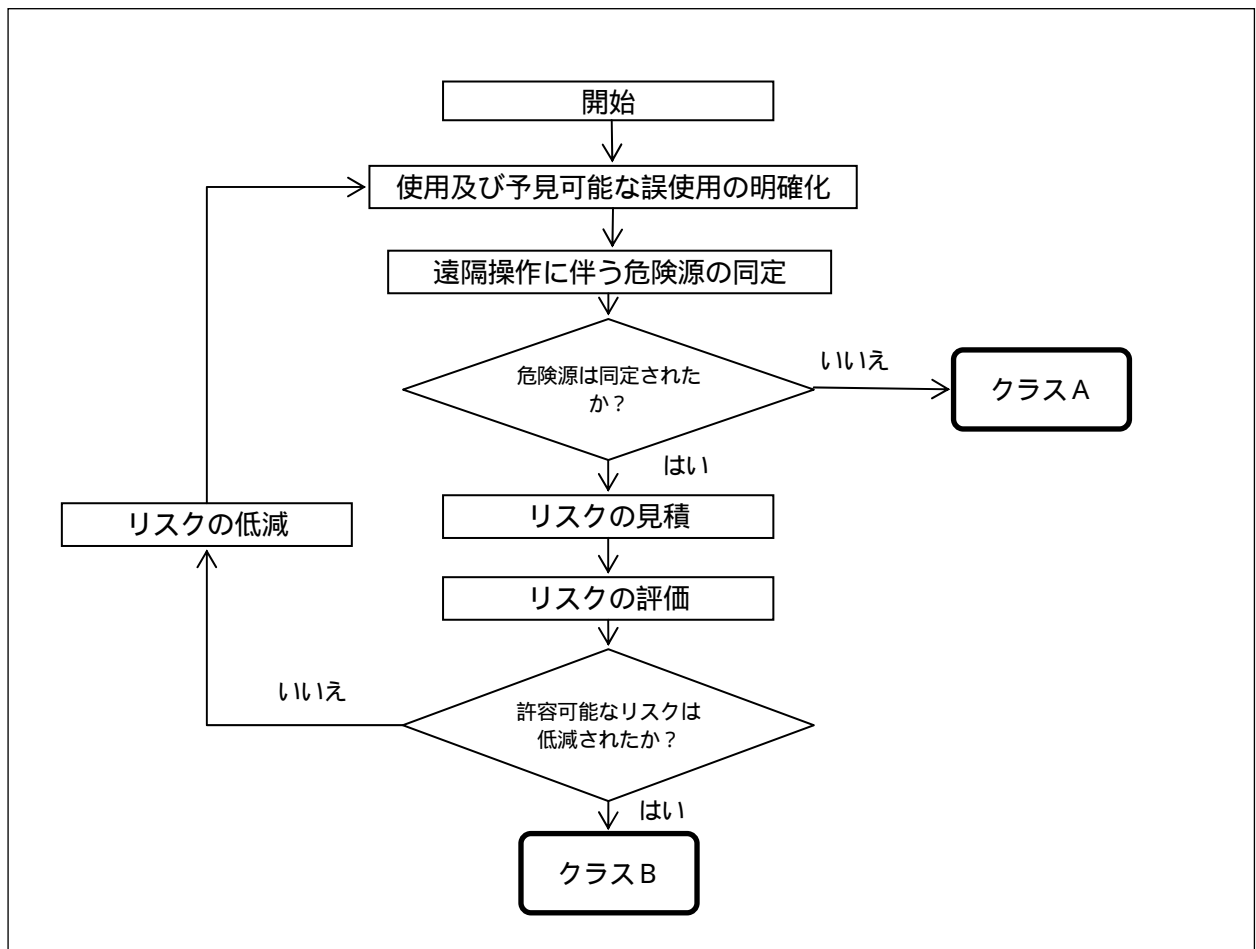 開始
使用及び予見可能な誤使用の明確化
遠隔操作に伴う危険源の同定
危険源は同定された
か？
いいえ
クラスA
はい
リスクの見積
リスクの低減
リスクの評価
いいえ
許容可能なリスクは
低減されたか？
はい
クラスB